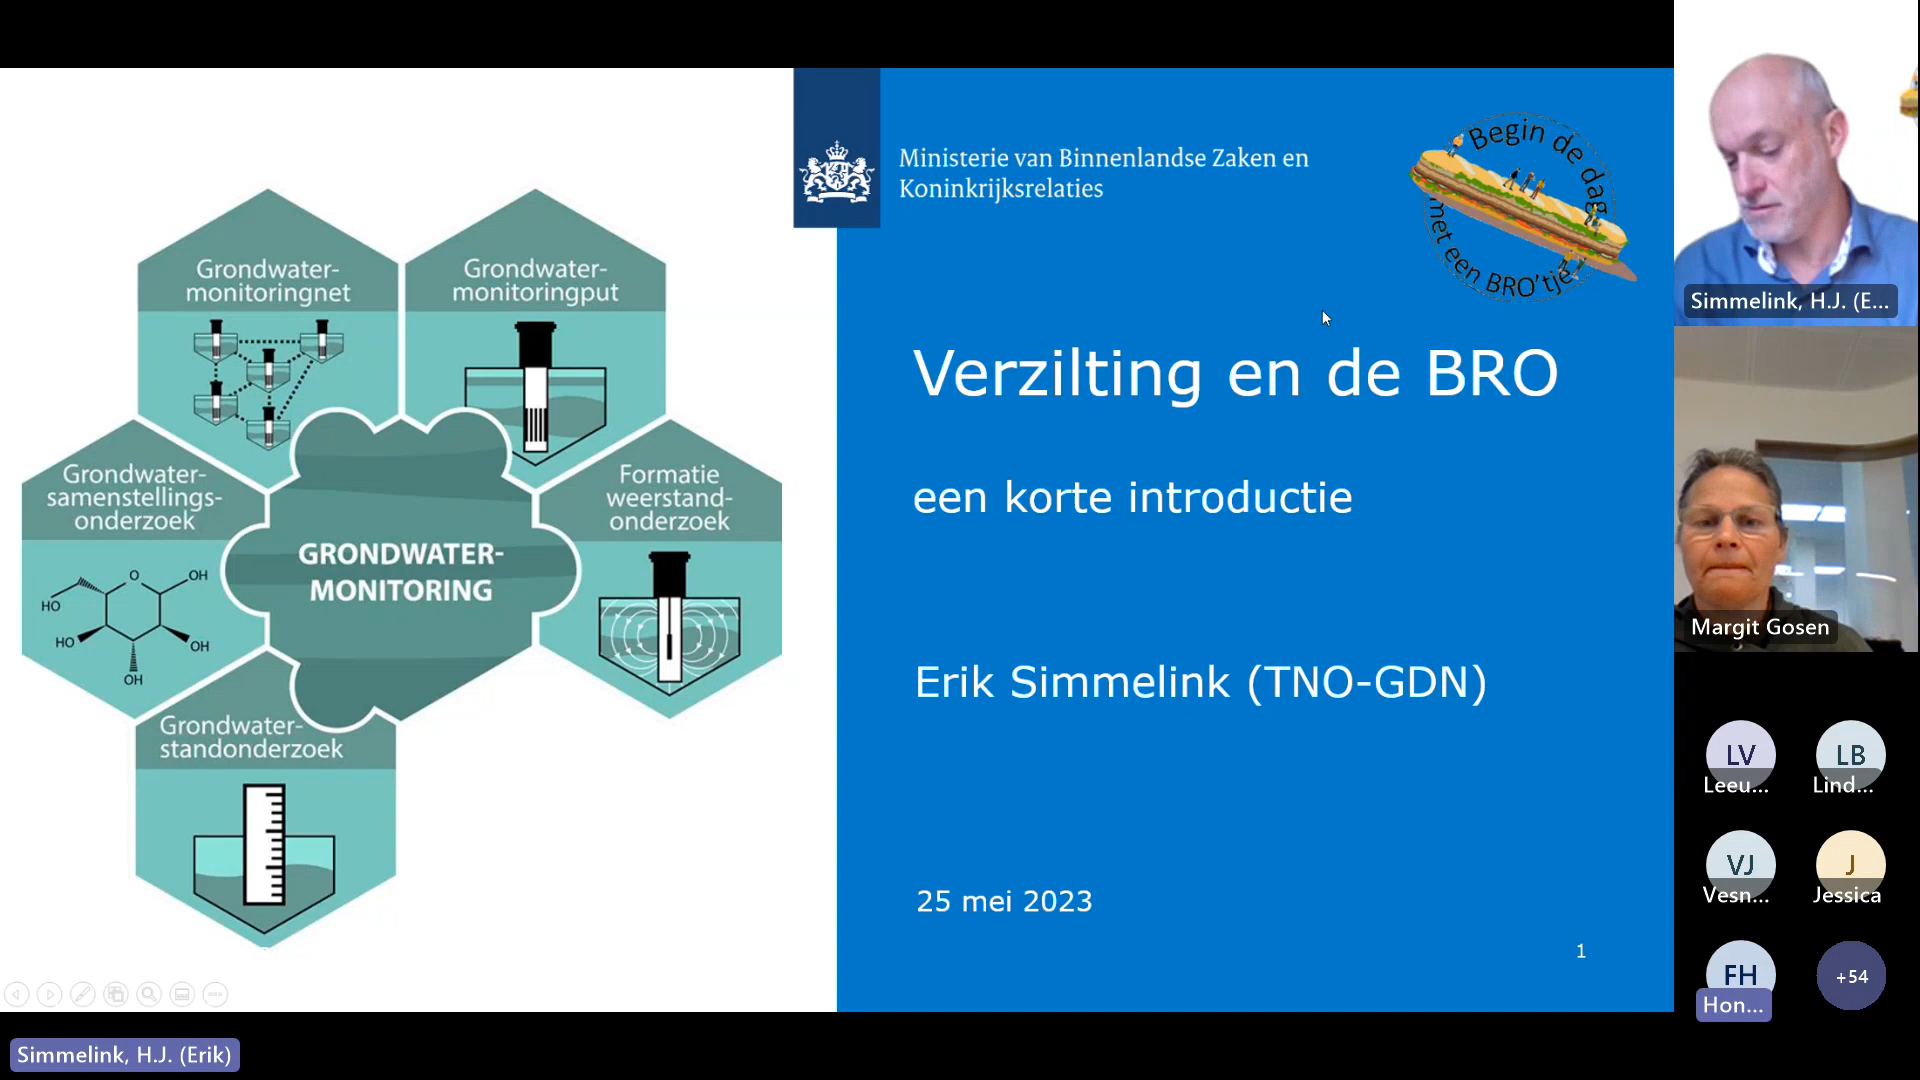 Grondwater-
monitoringnet
Grondwater-
monitoringput
Grondwater-
samenstellings-
onderzoek
O
OH
HO
HO
OH
OH
GRONDWATER-
MONITORING
Formatie
weerstand-
onderzoek
Grondwater-
standonderzoek
Ministerie van Binnenlandse Zaken en
Koninkrijksrelaties
Begin de dag
met een BRO'tje
Verzilting en de BRO
een korte introductie
Erik Simmelink (TNO-GDN)
25 mei 2023
1
Simmelink, H.J. (E...
Margit Gosen
LV
Leeu...
LB
Lind...
VJ
Vesn...
J
Jessica
FH
Hon...
+54
Simmelink, H.J. (Erik)